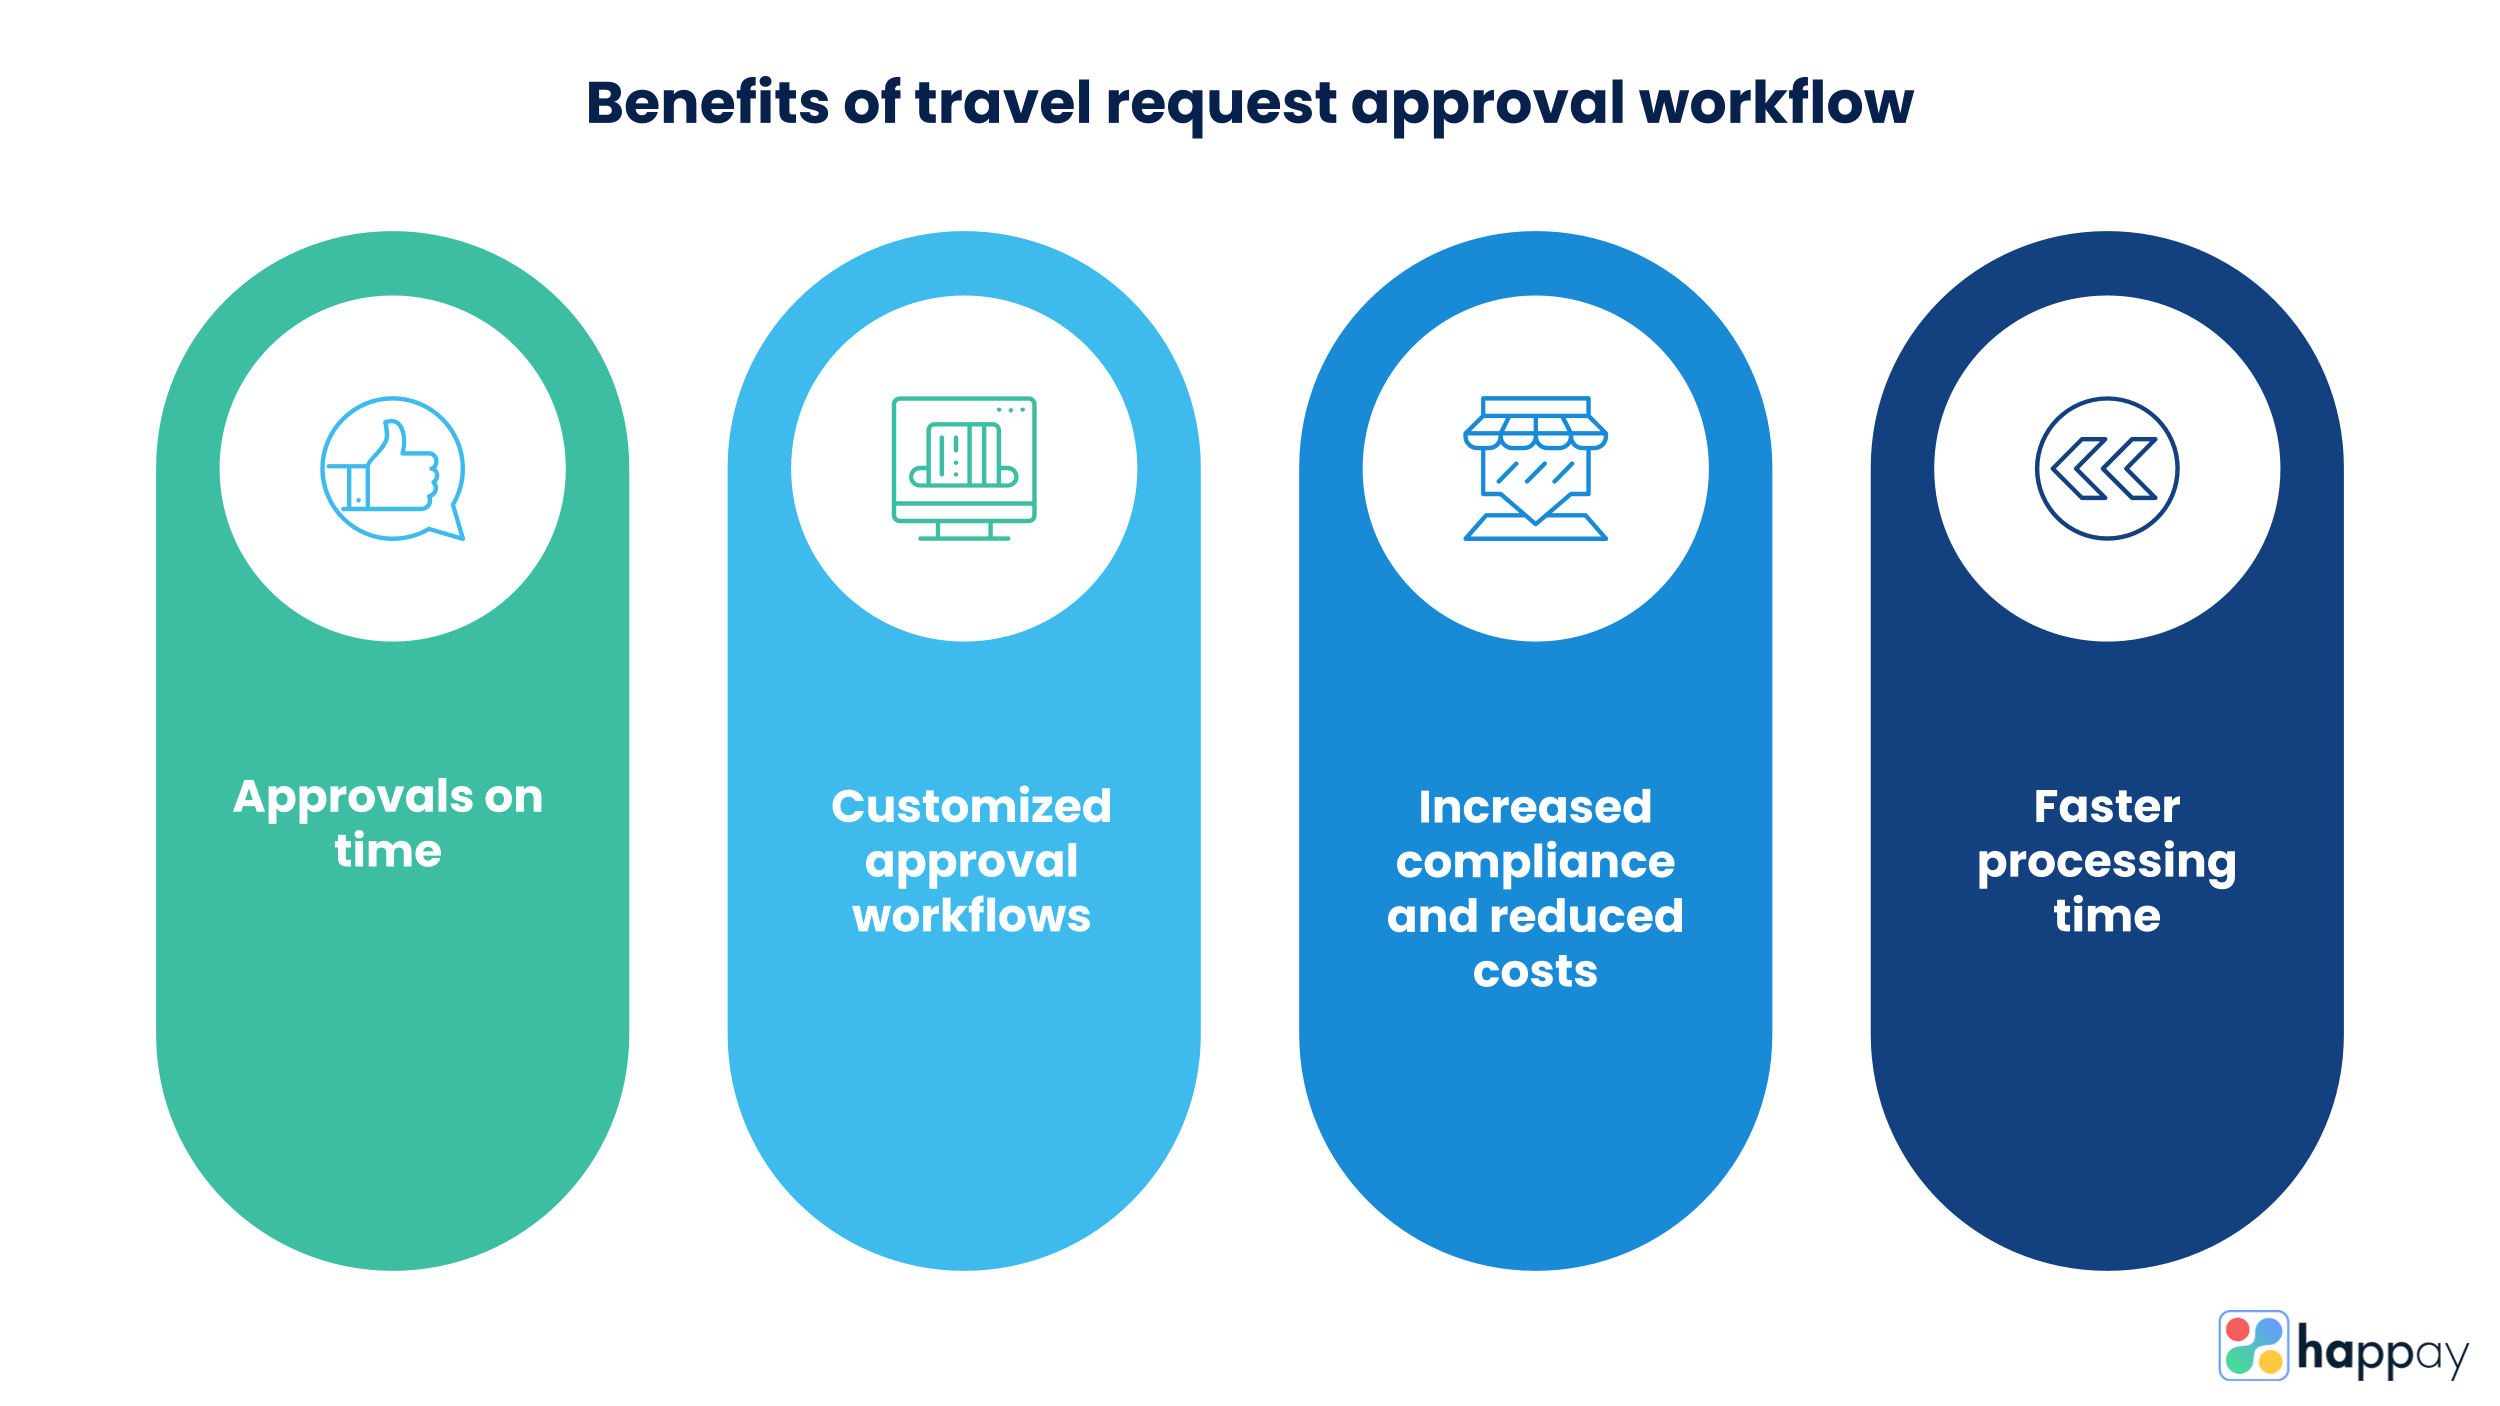 Benefits of travel request approval workflow
Approvals on
time
Customized
approval
workflows
Increased
compliance
and reduced
costs
Faster
processing
time
happay